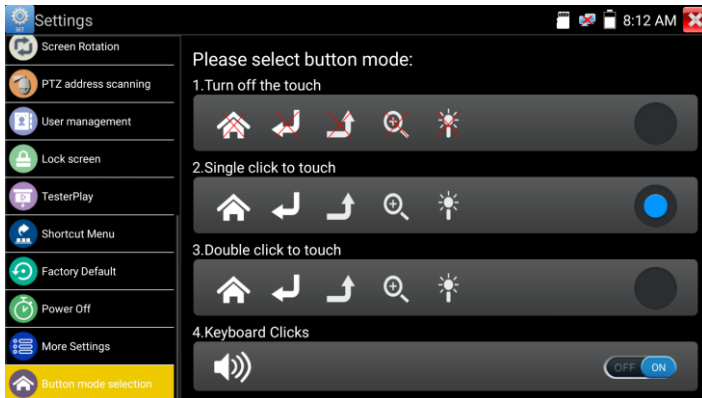 SET
Settings
8:12 AM
Screen Rotation
PTZ address scanning
User management
Lock screen
TesterPlay
Shortcut Menu
Factory Default
Power Off
More Settings
Button mode selection
Please select button mode:
1.Turn off the touch
2.Single click to touch
3.Double click to touch
4.Keyboard Clicks
OFF ON